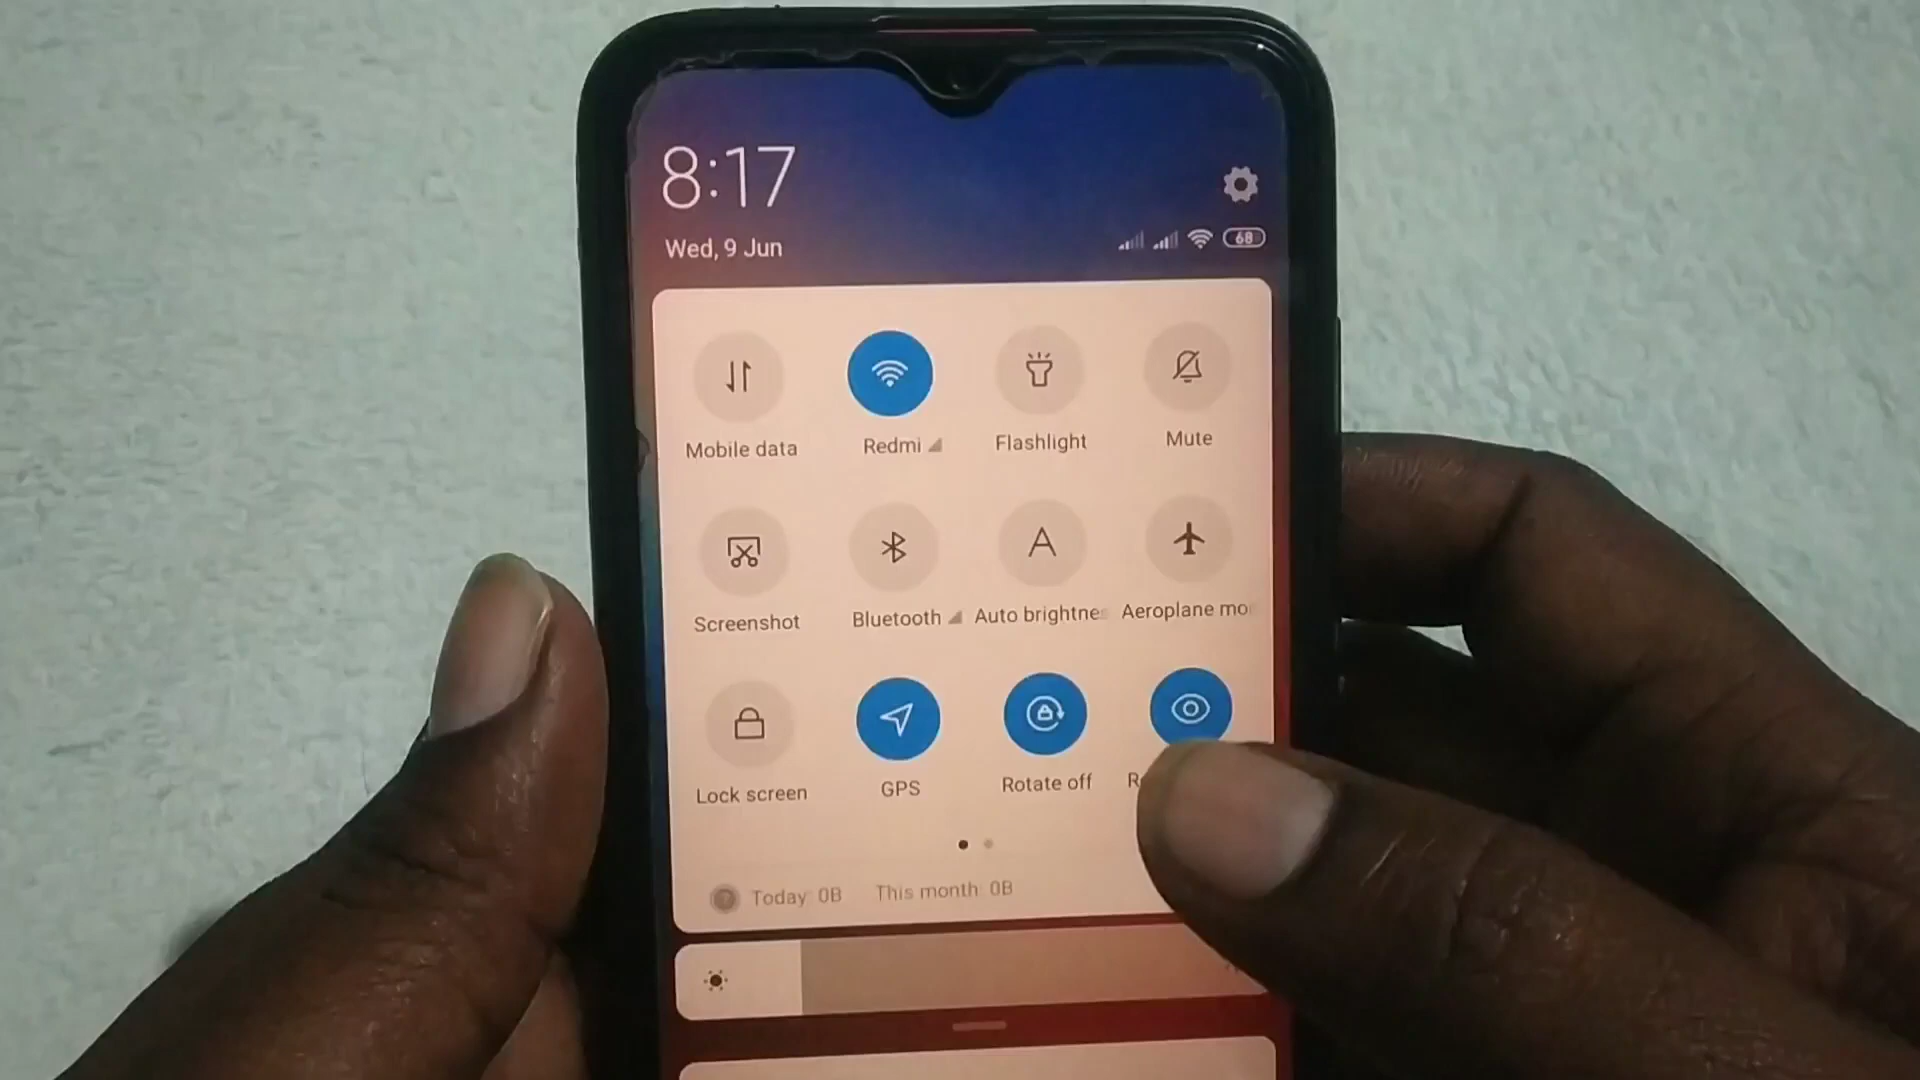 8:17
Wed, 9 Jun
68
Mobile data
Redmi
Flashlight
Mute
Screenshot
Bluetooth
Auto brightnes
Aeroplane mo
Lock screen
GPS
Rotate off
Today 0B This month 0B